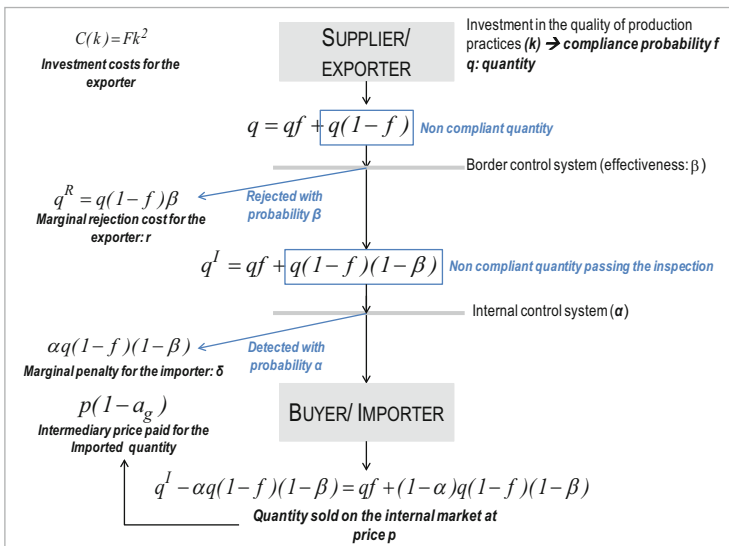 C(k) = Fk²
Investment costs for the
exporter
SUPPLIER/
EXPORTER
Investment in the quality of production
practices (k) → compliance probability f
q: quantity
q = qf + q(1 − f)
Non compliant quantity
Border control system (effectiveness: β)
q^R = q(1 − f)β
Marginal rejection cost for the
exporter: r
Rejected with
probability β
q^I = qf + q(1 − f)(1 − β)
Non compliant quantity passing the inspection
Internal control system (α)
αq(1 − f)(1 − β)
Marginal penalty for the importer: δ
Detected with
probability α
p(1 − a_g)
Intermediary price paid for the
Imported quantity
BUYER/ IMPORTER
q^I − αq(1 − f)(1 − β) = qf + (1 − α)q(1 − f)(1 − β)
Quantity sold on the internal market at
price p